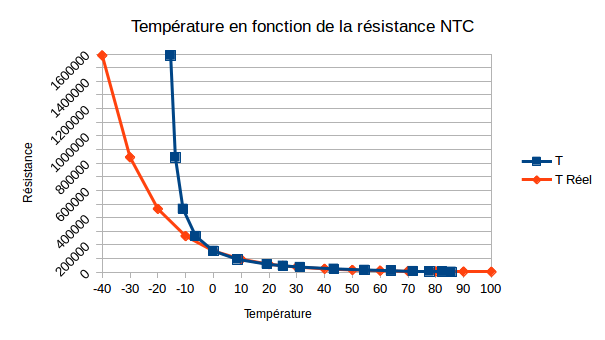 Température en fonction de la résistance NTC
1600000
1400000
1200000
1000000
800000
600000
400000
200000
0
Résistance
-40 -30 -20 -10 0 10 20 30 40 50 60 70 80 90 100
Température
T
T Réel